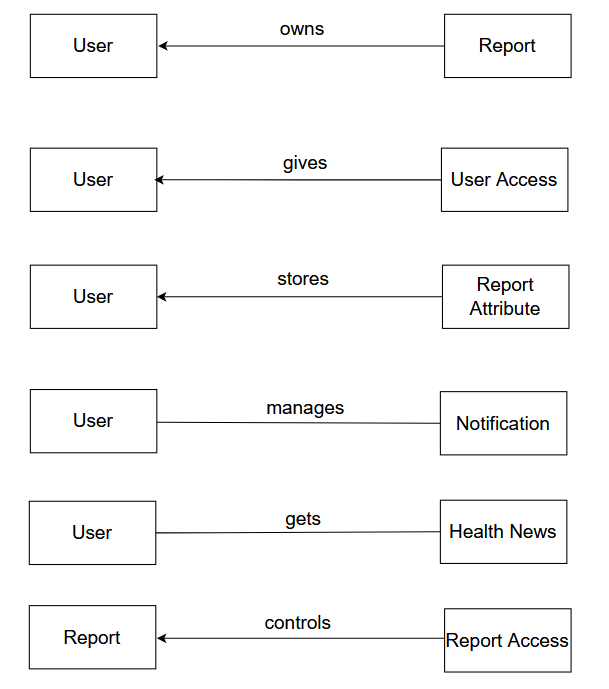 owns
User
Report
gives
User
User Access
stores
User
Report
Attribute
manages
User
Notification
gets
User
Health News
controls
Report
Report Access